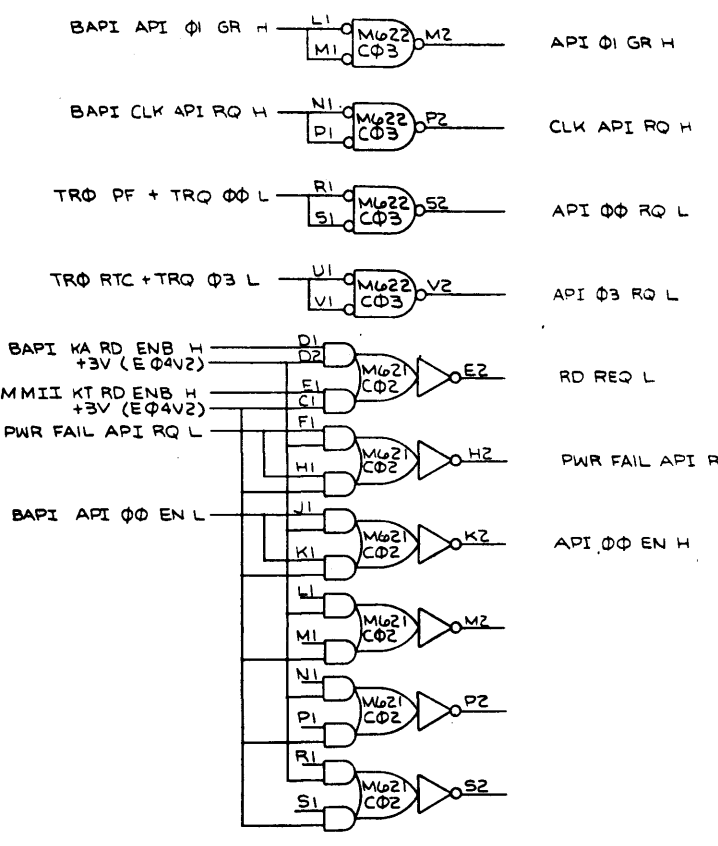 BAPI API Φ1 GR H L1 M1 M622 CΦ3 M2 API Φ1 GR H
BAPI CLK API RQ H N1 P1 M622 CΦ3 P2 CLK API RQ H
TRΦ PF + TRQ ΦΦ L R1 S1 M622 CΦ3 S2 API ΦΦ RQ L
TRΦ RTC + TRQ Φ3 L U1 V1 M622 CΦ3 V2 API Φ3 RQ L
BAPI KA RD ENB H D1
+3V (EΦ4V2) D2
M621 CΦ2 E2 RD REQ L
MMII KT RD ENB H E1
+3V (EΦ4V2) C1
PWR FAIL API RQ L F1
H1 M621 CΦ2 H2 PWR FAIL API R
BAPI API ΦΦ EN L J1
K1 M621 CΦ2 K2 API ΦΦ EN H
L1 M1 M621 CΦ2 M2
N1 P1 M621 CΦ2 P2
R1 S1 M621 CΦ2 S2